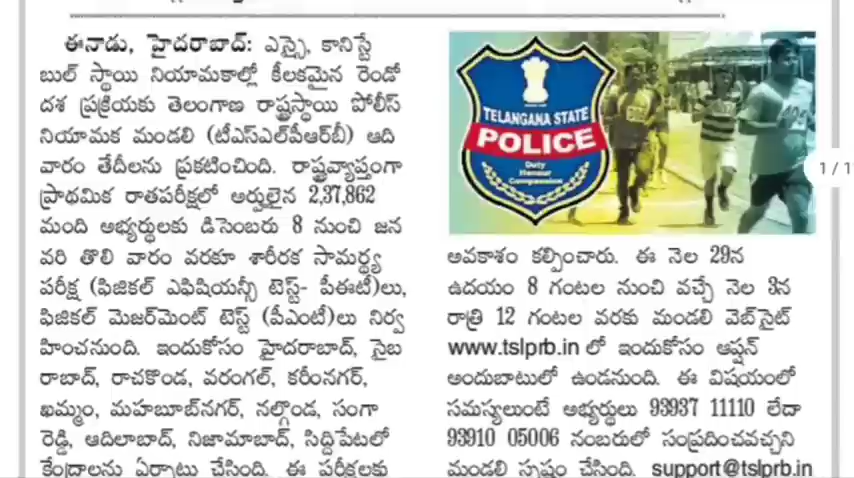 ఈనాడు, హైదరాబాద్: ఎస్సై, కానిస్టే
బుల్ స్థాయి నియామకాల్లో కీలకమైన రెండో
దశ ప్రక్రియకు తెలంగాణ రాష్ట్రస్థాయి పోలీస్
నియామక మండలి (టీఎస్ఎల్పీఆర్‌బీ) ఆది
వారం తేదీలను ప్రకటించింది. రాష్ట్రవ్యాప్తంగా
ప్రాథమిక రాతపరీక్షలో అర్హులైన 2,37,862
మంది అభ్యర్థులకు డిసెంబరు 8 నుంచి జన
వరి తొలి వారం వరకూ శారీరక సామర్థ్య
పరీక్ష (ఫిజికల్ ఎఫిషియన్సీ టెస్ట్- పీఈటీ)లు,
ఫిజికల్ మెజర్‌మెంట్ టెస్ట్ (పీఎంటీ)లు నిర్వ
హించనుంది. ఇందుకోసం హైదరాబాద్, సైబ
రాబాద్, రాచకొండ, వరంగల్, కరీంనగర్,
ఖమ్మం, మహబూబ్‌నగర్, నల్గొండ, సంగా
రెడ్డి, ఆదిలాబాద్, నిజామాబాద్, సిద్దిపేటలో
కేంద్రాలను ఏర్పాటు చేసింది. ఈ పరీక్షలకు
TELANGANA STATE
POLICE
Duty
Honour
Compassion
1/1
అవకాశం కల్పించారు. ఈ నెల 29న
ఉదయం 8 గంటల నుంచి వచ్చే నెల 3న
రాత్రి 12 గంటల వరకు మండలి వెబ్‌సైట్
www.tslprb.in లో ఇందుకోసం ఆప్షన్
అందుబాటులో ఉండనుంది. ఈ విషయంలో
సమస్యలుంటే అభ్యర్థులు 93937 11110 లేదా
93910 05006 నంబరులో సంప్రదించవచ్చని
మండలి స్పష్టం చేసింది. support@tslprb.in